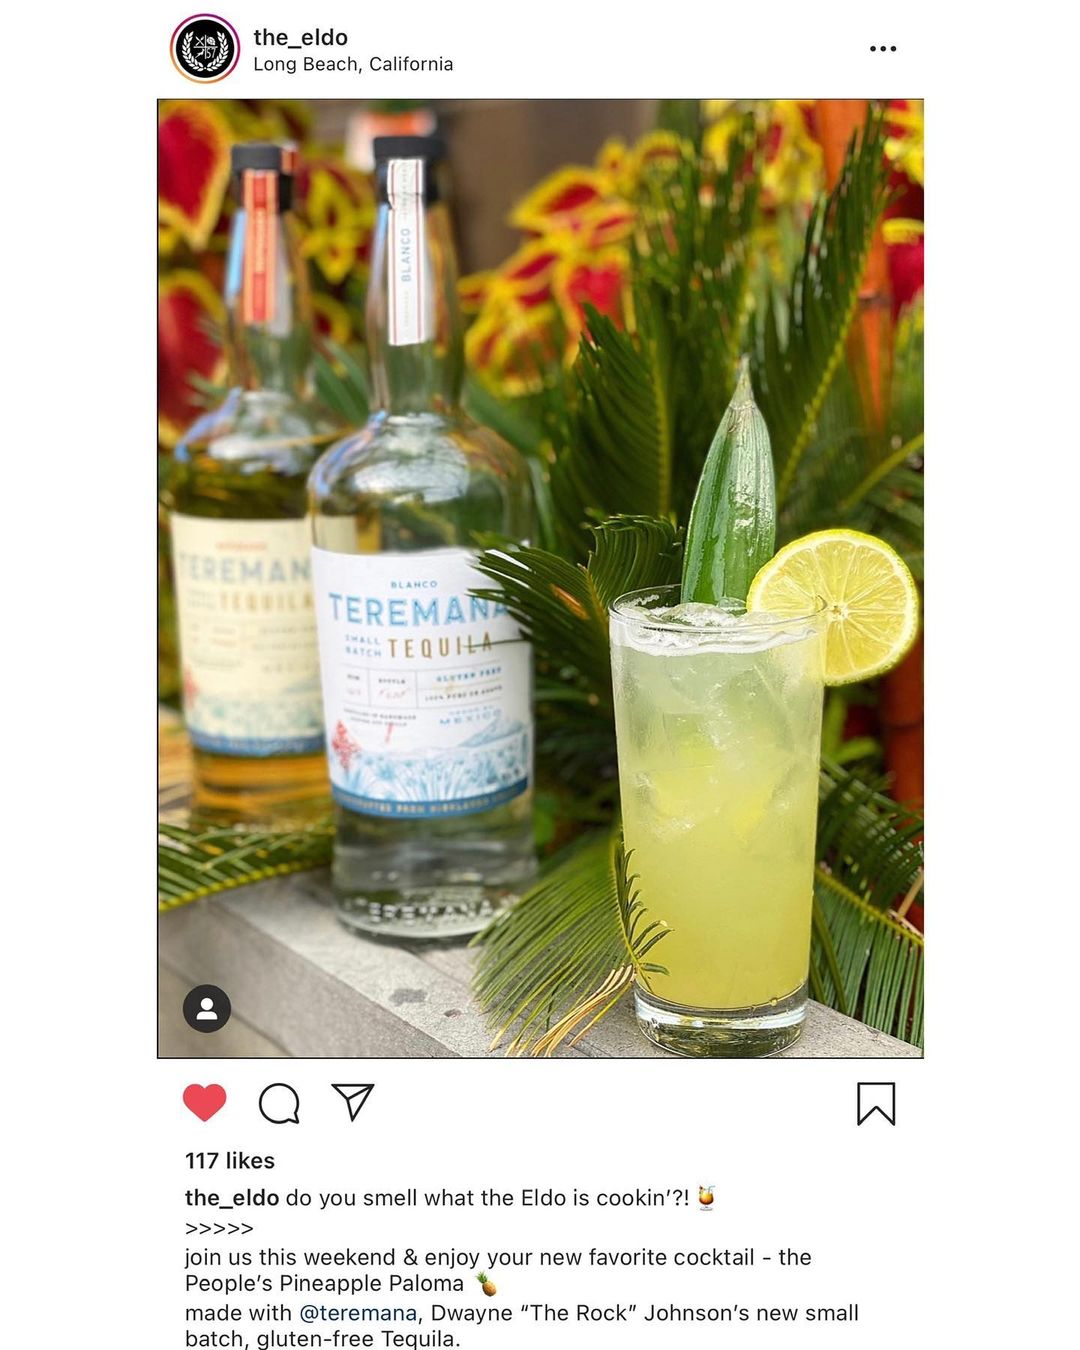 the_eldo
Long Beach, California
BLANCO
BLANCO
TEREMANA
SMALL
BATCH TEQUILA
GLUTEN FREE
MEXICO
TEREMAN
TEQUILA
TEREMANA
117 likes
the_eldo do you smell what the Eldo is cookin’?! 🍹
>>>>>
join us this weekend & enjoy your new favorite cocktail - the
People’s Pineapple Paloma 🍍
made with @teremana, Dwayne “The Rock” Johnson’s new small
batch, gluten-free Tequila.